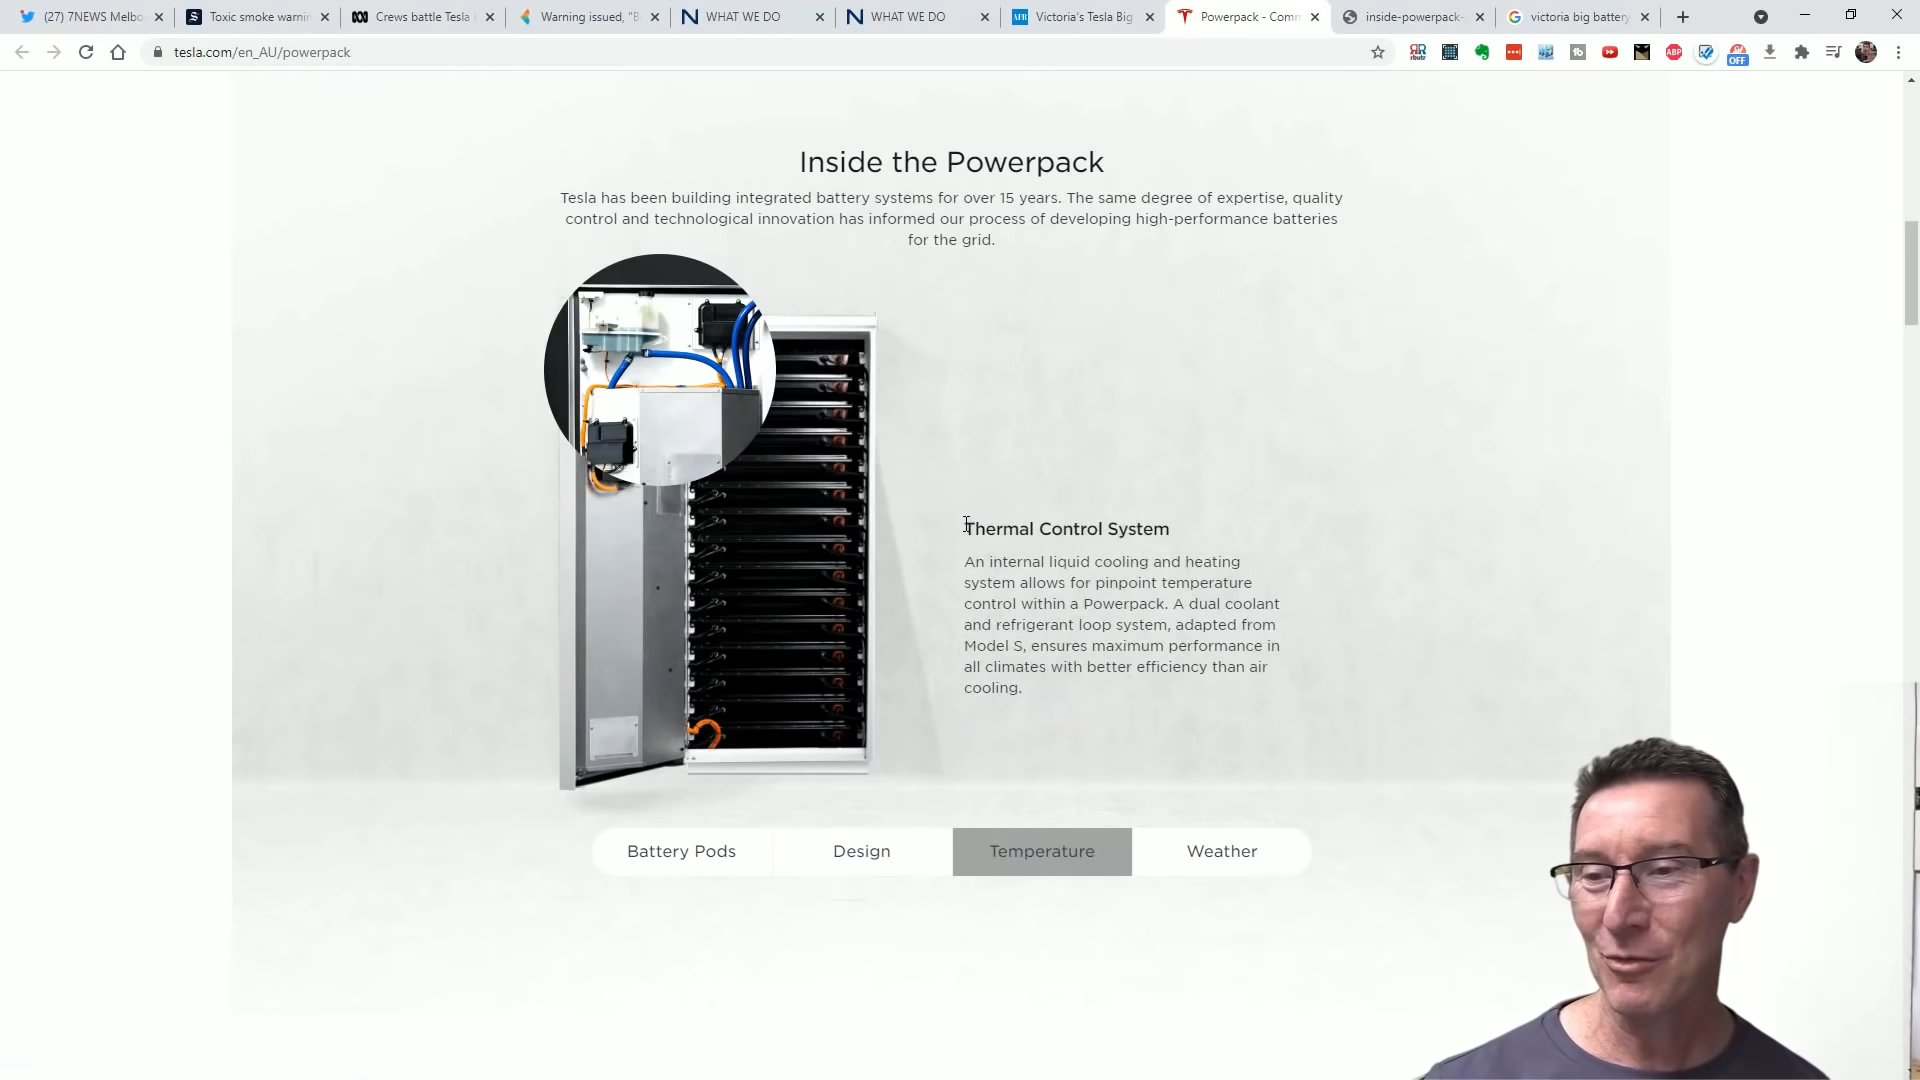 (27) 7NEWS Melbo
Toxic smoke warnin
Crews battle Tesla
Warning issued, "B
WHAT WE DO
WHAT WE DO
AFR
Victoria's Tesla Big
Powerpack - Comm
inside-powerpack-
victoria big battery
tesla.com/en_AU/powerpack
ABP
OFF
Inside the Powerpack
Tesla has been building integrated battery systems for over 15 years. The same degree of expertise, quality
control and technological innovation has informed our process of developing high-performance batteries
for the grid.
Thermal Control System
An internal liquid cooling and heating
system allows for pinpoint temperature
control within a Powerpack. A dual coolant
and refrigerant loop system, adapted from
Model S, ensures maximum performance in
all climates with better efficiency than air
cooling.
Battery Pods
Design
Temperature
Weather